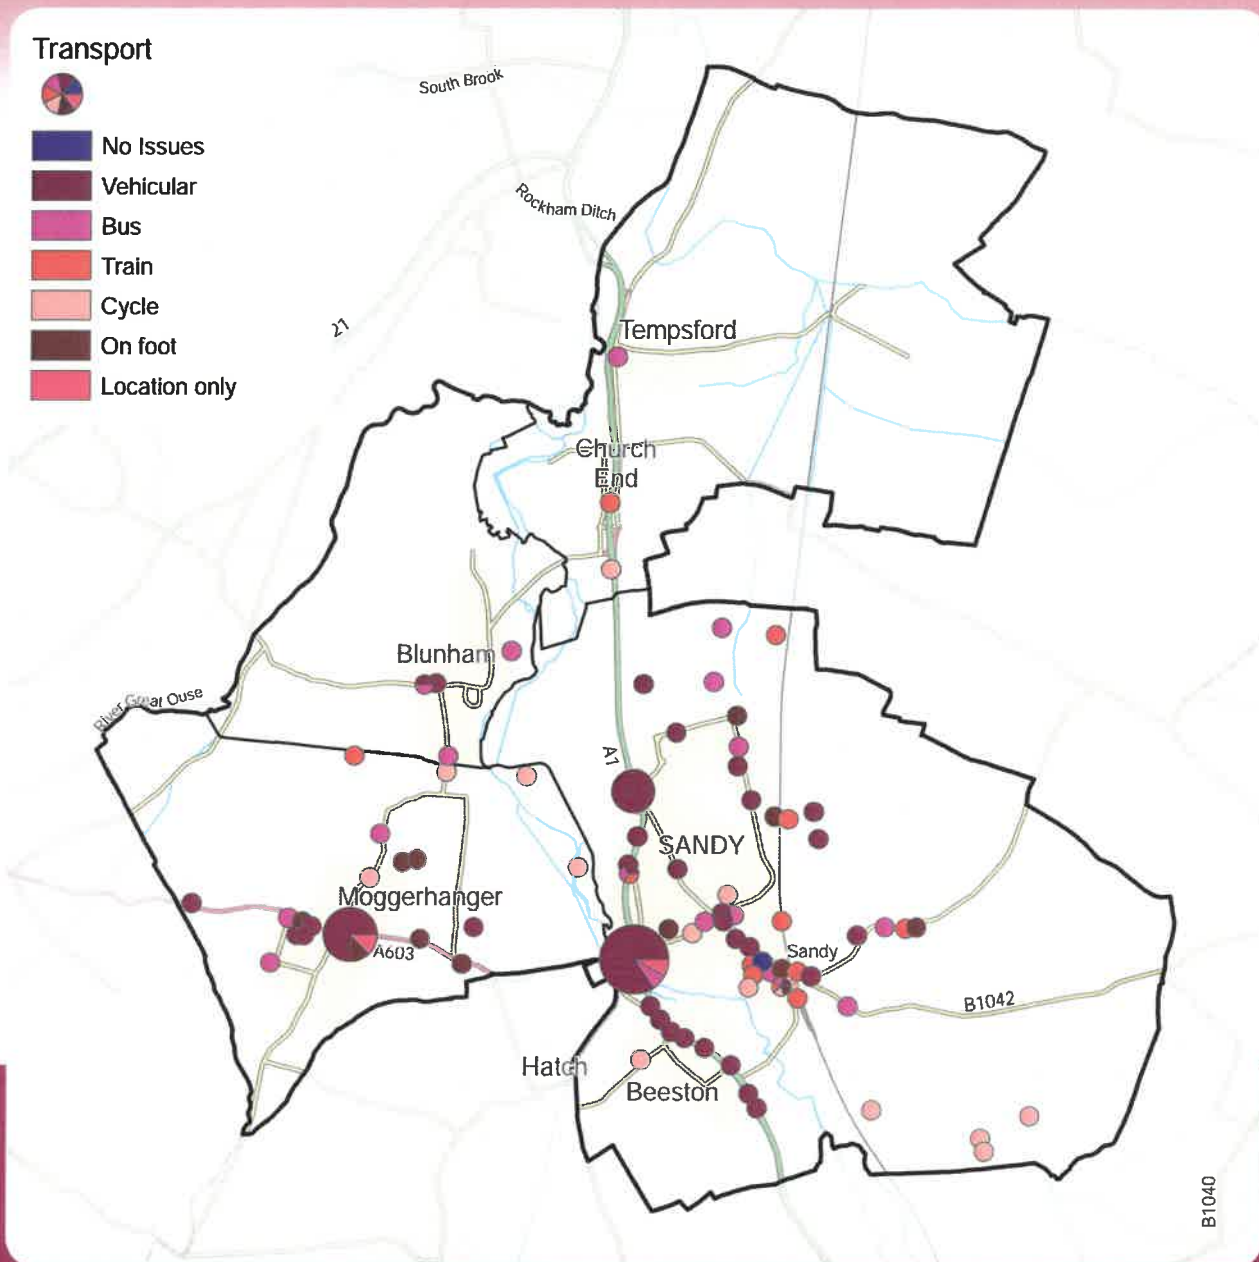 Transport
No Issues
Vehicular
Bus
Train
Cycle
On foot
Location only
South Brook
Rockham Ditch
21
Tempsford
Church
End
Blunham
River Great Ouse
A1
SANDY
Moggerhanger
A603
Sandy
B1042
Hatch
Beeston
B1040